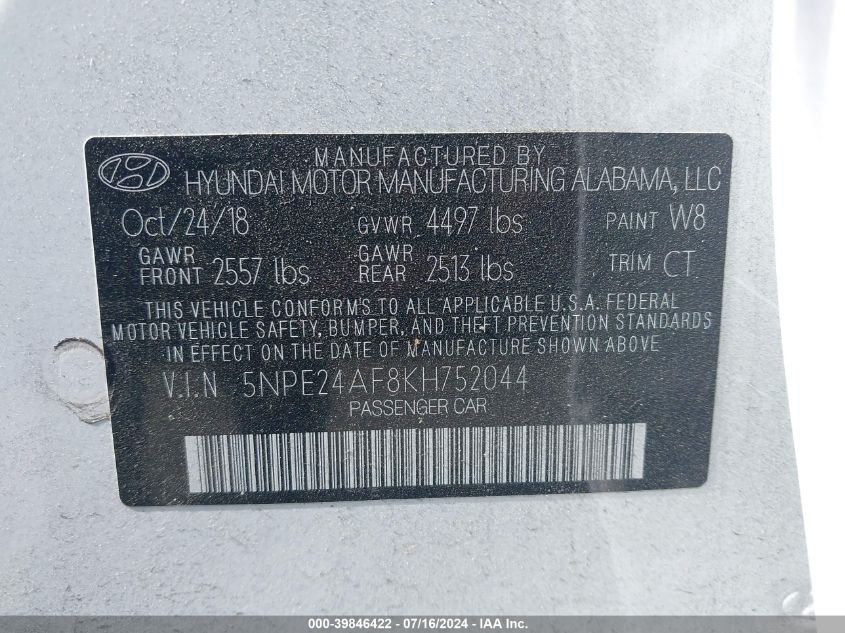 MANUFACTURED BY
HYUNDAI MOTOR MANUFACTURING ALABAMA, LLC
Oct/24/18 GVWR 4497 lbs PAINT W8
GAWR FRONT 2557 lbs GAWR REAR 2513 lbs TRIM CT
THIS VEHICLE CONFORMS TO ALL APPLICABLE U.S.A. FEDERAL
MOTOR VEHICLE SAFETY, BUMPER, AND THEFT PREVENTION STANDARDS
IN EFFECT ON THE DATE OF MANUFACTURE SHOWN ABOVE
V.I.N 5NPE24AF8KH752044
PASSENGER CAR
000-39846422 - 07/16/2024 - IAA Inc.